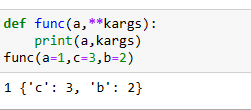 def func(a,**kargs):
    print(a,kargs)
func(a=1,c=3,b=2)
1 {'c': 3, 'b': 2}